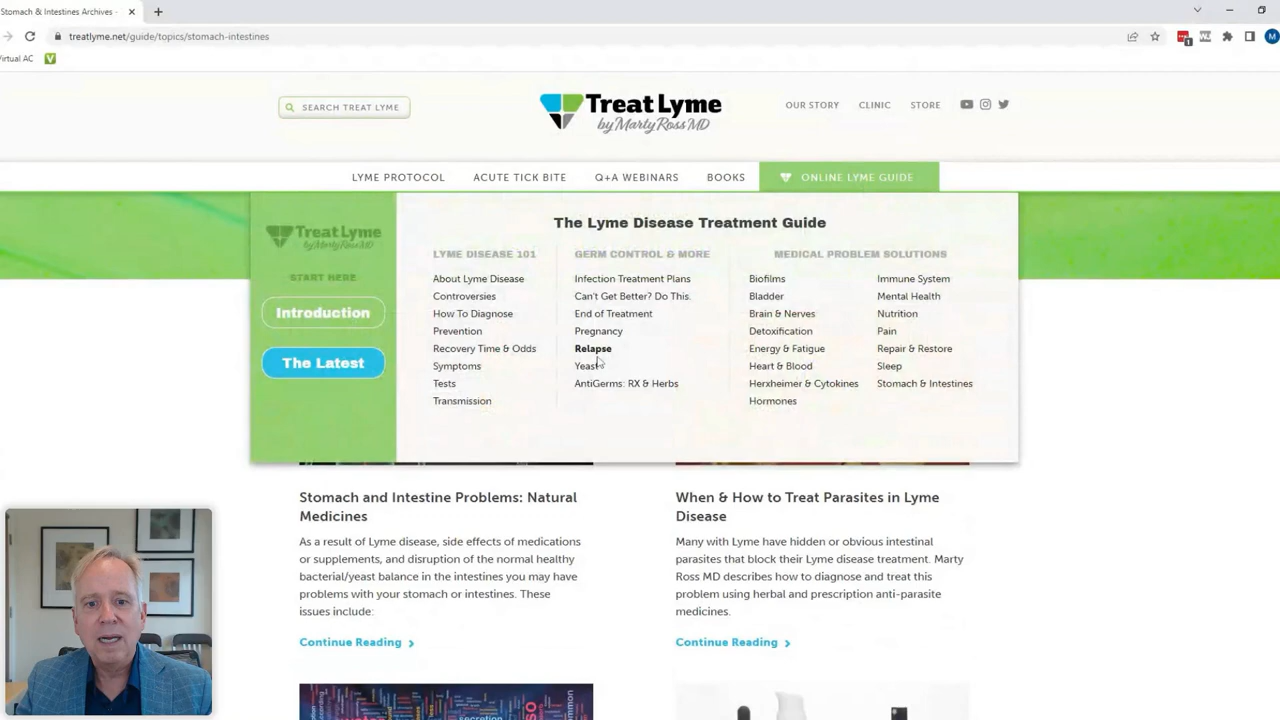 Stomach & Intestines Archives -
treatlyme.net/guide/topics/stomach-intestines
1
M
Virtual AC
V
SEARCH TREAT LYME
Treat Lyme
by Marty Ross MD
OUR STORY
CLINIC
STORE
LYME PROTOCOL
ACUTE TICK BITE
Q+A WEBINARS
BOOKS
ONLINE LYME GUIDE
Treat Lyme
by Marty Ross MD
START HERE
Introduction
The Latest
The Lyme Disease Treatment Guide
LYME DISEASE 101
About Lyme Disease
Controversies
How To Diagnose
Prevention
Recovery Time & Odds
Symptoms
Tests
Transmission
GERM CONTROL & MORE
Infection Treatment Plans
Can't Get Better? Do This.
End of Treatment
Pregnancy
Relapse
Yeast
AntiGerms: RX & Herbs
MEDICAL PROBLEM SOLUTIONS
Biofilms
Bladder
Brain & Nerves
Detoxification
Energy & Fatigue
Heart & Blood
Herxheimer & Cytokines
Hormones
Immune System
Mental Health
Nutrition
Pain
Repair & Restore
Sleep
Stomach & Intestines
Stomach and Intestine Problems: Natural
Medicines
As a result of Lyme disease, side effects of medications
or supplements, and disruption of the normal healthy
bacterial/yeast balance in the intestines you may have
problems with your stomach or intestines. These
issues include:
Continue Reading
When & How to Treat Parasites in Lyme
Disease
Many with Lyme have hidden or obvious intestinal
parasites that block their Lyme disease treatment. Marty
Ross MD describes how to diagnose and treat this
problem using herbal and prescription anti-parasite
medicines.
Continue Reading
secretion
common